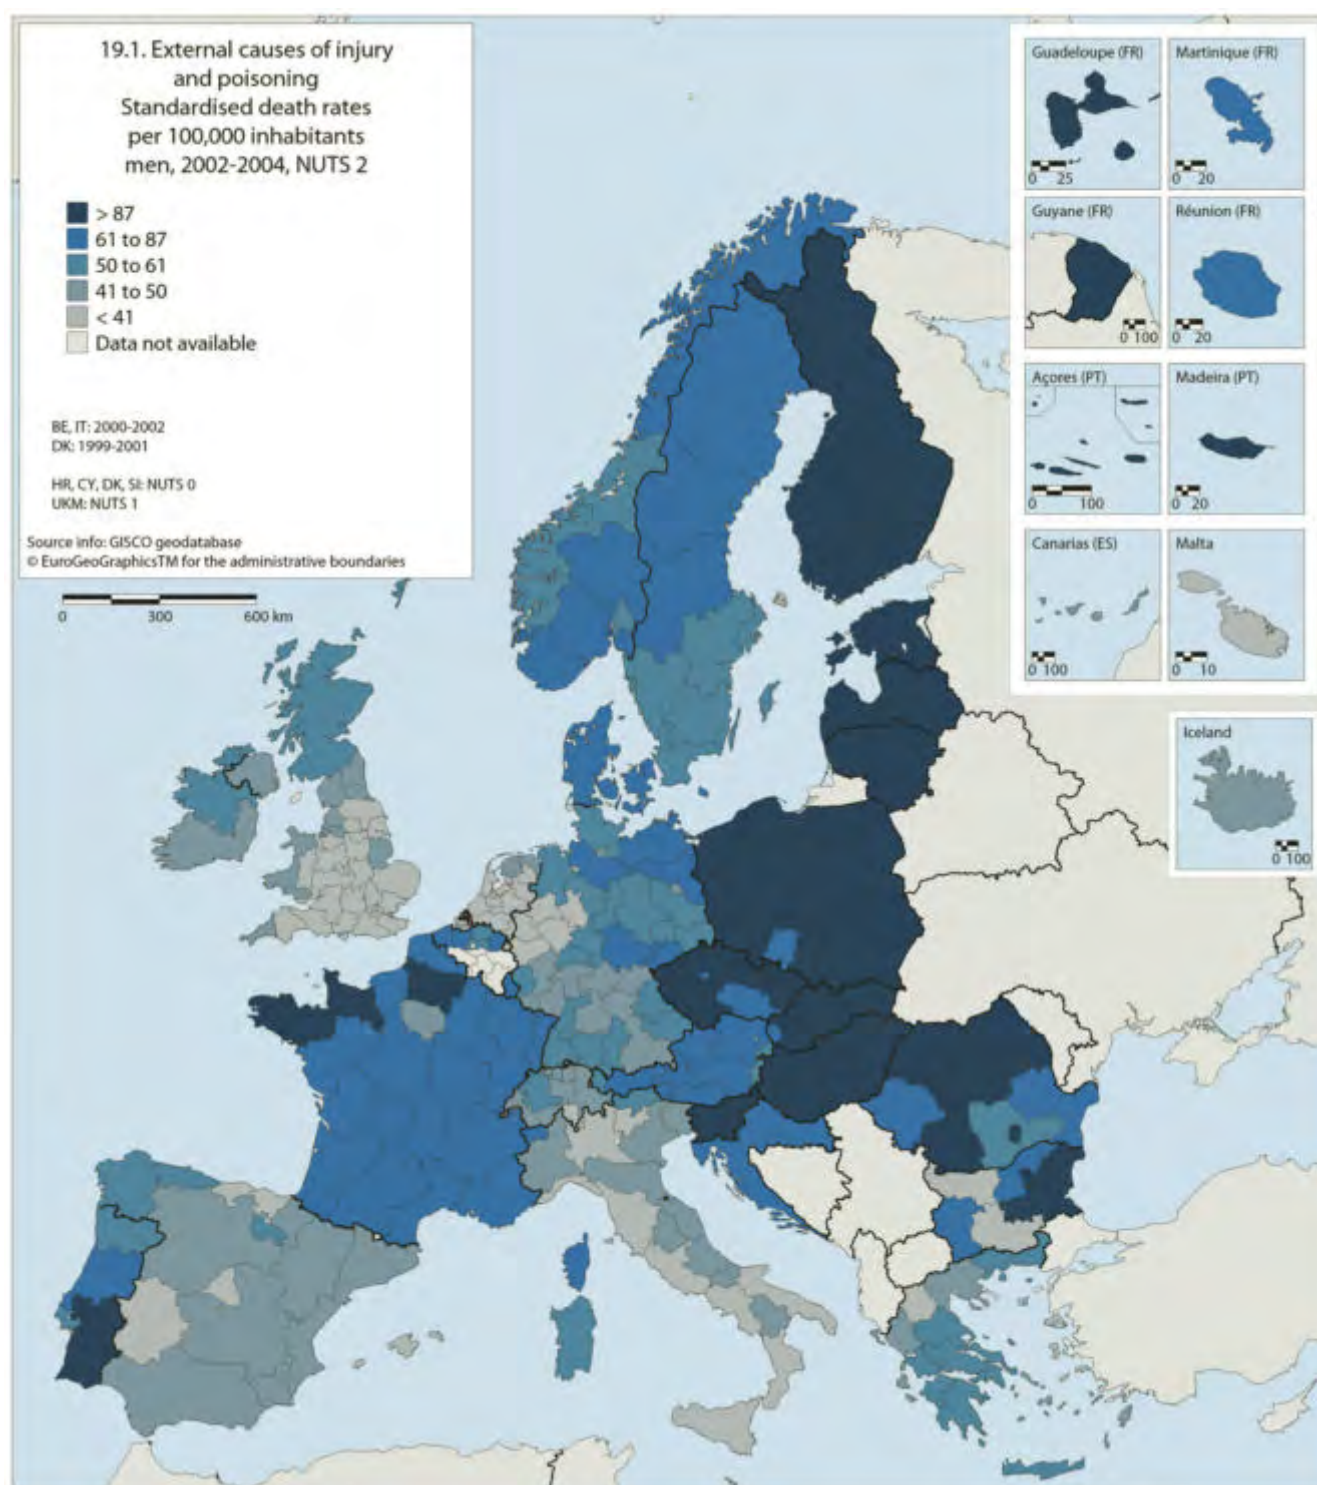 19.1. External causes of injury
and poisoning
Standardised death rates
per 100,000 inhabitants
men, 2002-2004, NUTS 2
> 87
61 to 87
50 to 61
41 to 50
< 41
Data not available
BE, IT: 2000-2002
DK: 1999-2001
HR, CY, DK, SI: NUTS 0
UKM: NUTS 1
Source info: GISCO geodatabase
© EuroGeoGraphicsTM for the administrative boundaries
0 300 600 km
Guadeloupe (FR)
0 25
Martinique (FR)
0 20
Guyane (FR)
0 100
Réunion (FR)
0 20
Açores (PT)
0 100
Madeira (PT)
0 20
Canarias (ES)
0 100
Malta
0 10
Iceland
0 100